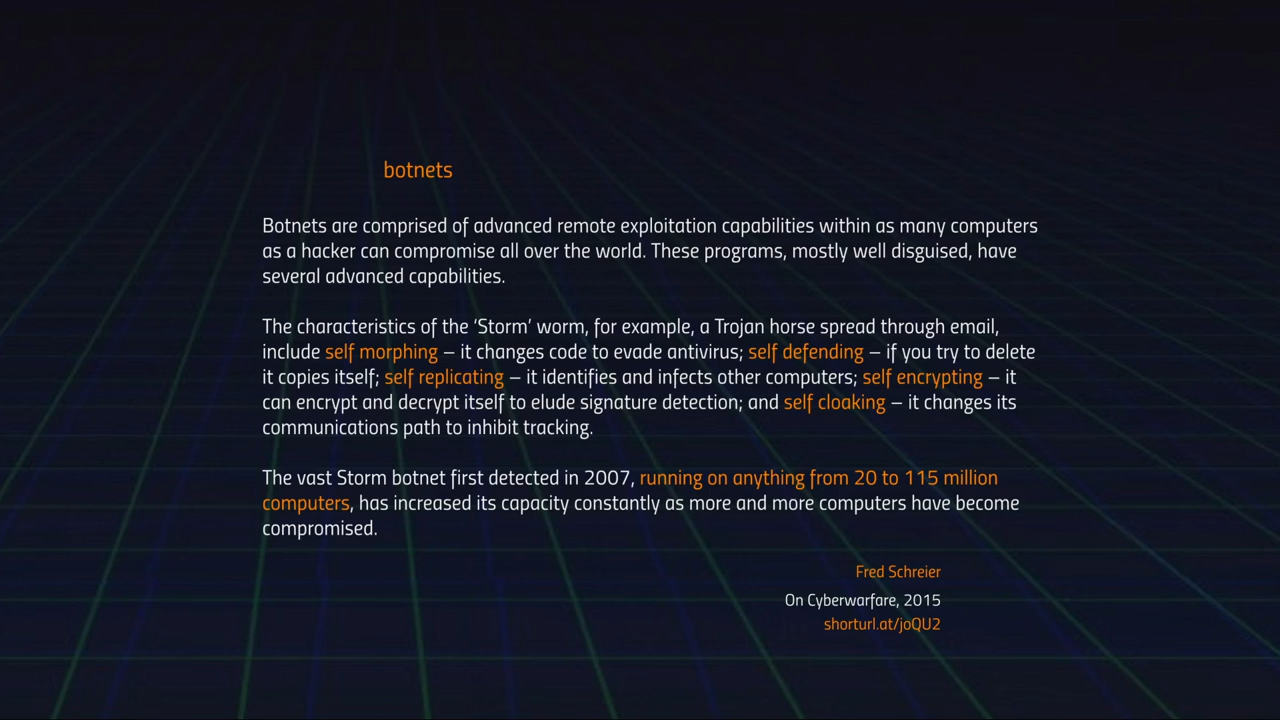 botnets
Botnets are comprised of advanced remote exploitation capabilities within as many computers
as a hacker can compromise all over the world. These programs, mostly well disguised, have
several advanced capabilities.
The characteristics of the ‘Storm’ worm, for example, a Trojan horse spread through email,
include self morphing – it changes code to evade antivirus; self defending – if you try to delete
it copies itself; self replicating – it identifies and infects other computers; self encrypting – it
can encrypt and decrypt itself to elude signature detection; and self cloaking – it changes its
communications path to inhibit tracking.
The vast Storm botnet first detected in 2007, running on anything from 20 to 115 million
computers, has increased its capacity constantly as more and more computers have become
compromised.
Fred Schreier
On Cyberwarfare, 2015
shorturl.at/joQU2